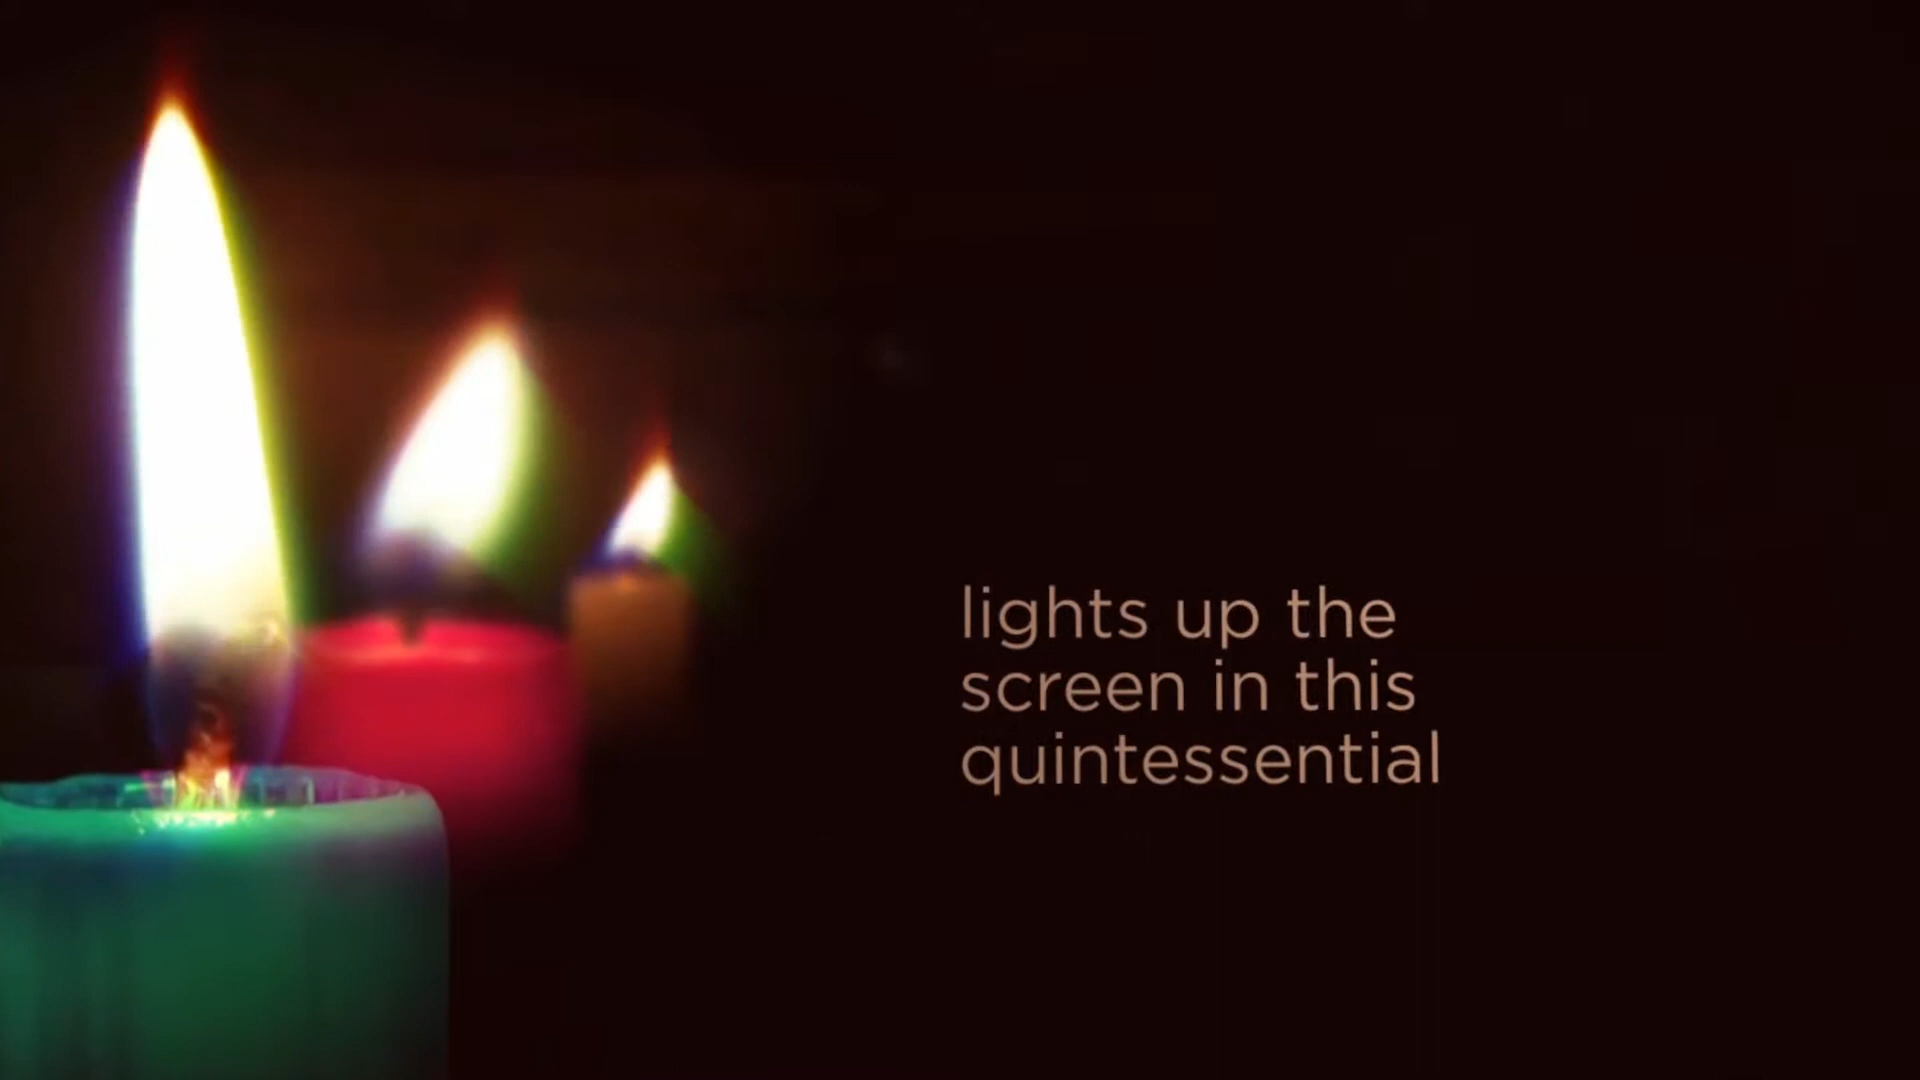 lights up the
screen in this
quintessential